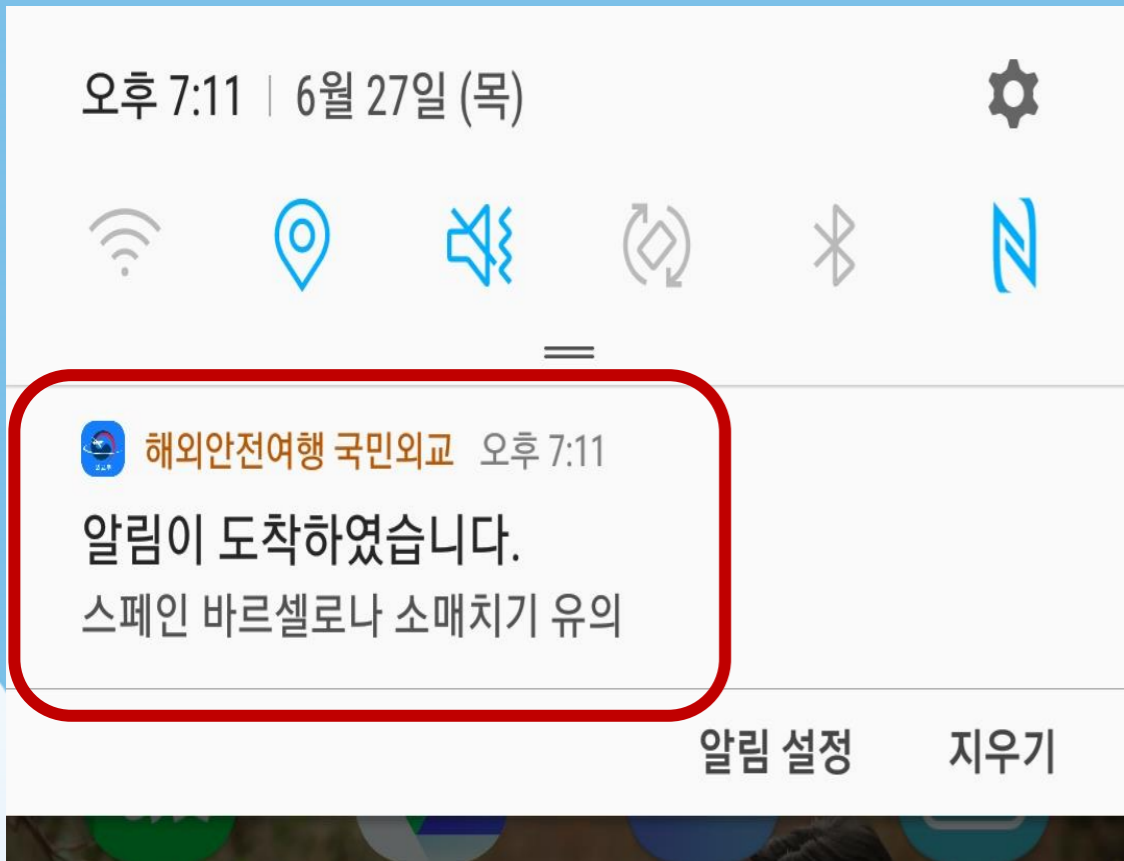 오후 7:11 | 6월 27일 (목)
해외안전여행 국민외교 오후 7:11
알림이 도착하였습니다.
스페인 바르셀로나 소매치기 유의
알림 설정 지우기